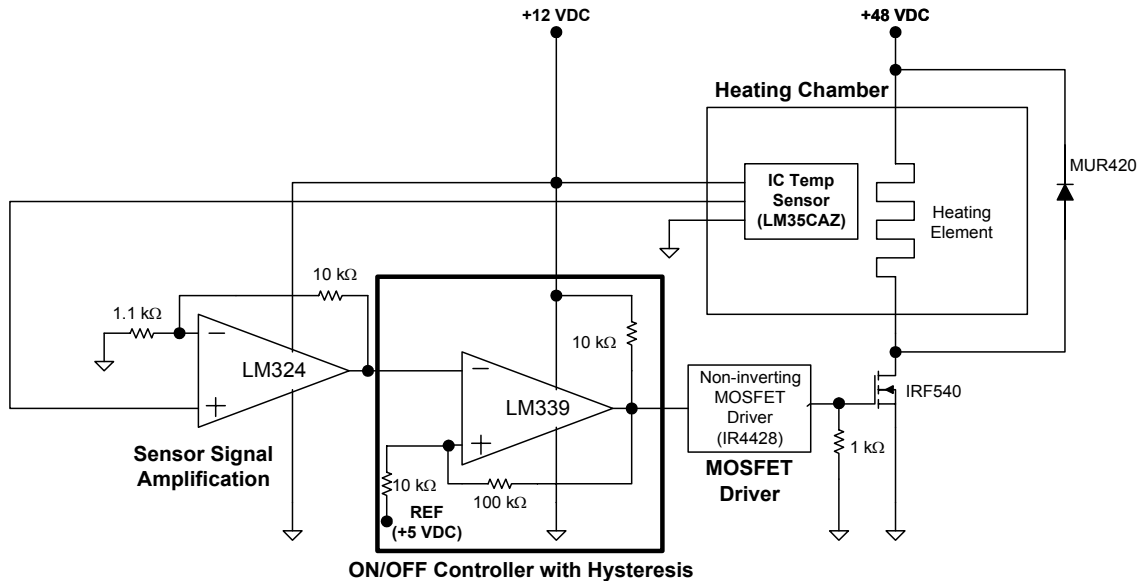 +12 VDC
+48 VDC
Heating Chamber
MUR420
IC Temp
Sensor
(LM35CAZ)
Heating
Element
10 kΩ
1.1 kΩ
−
LM324
+
10 kΩ
−
LM339
+
Non-inverting
MOSFET
Driver
(IR4428)
IRF540
Sensor Signal
Amplification
10 kΩ
100 kΩ
REF
(+5 VDC)
MOSFET
Driver
1 kΩ
ON/OFF Controller with Hysteresis